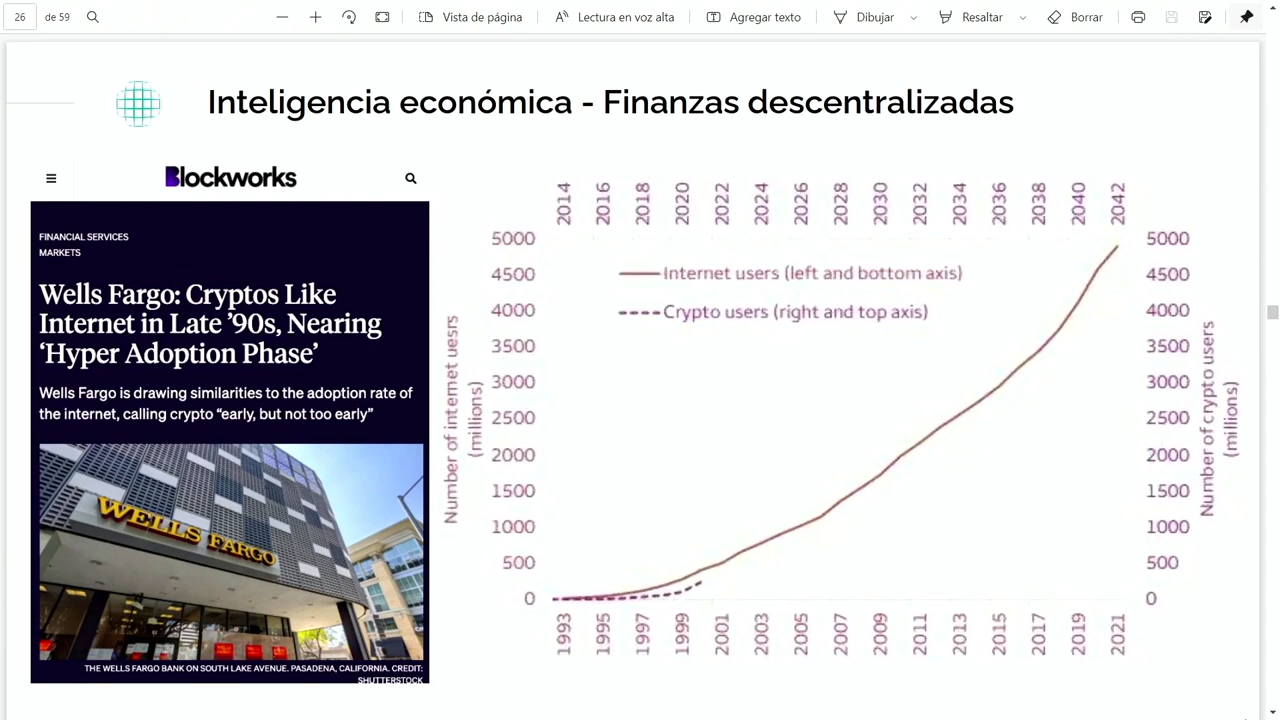 26 de 59 Vista de página Lectura en voz alta Agregar texto Dibujar Resaltar Borrar
Inteligencia económica - Finanzas descentralizadas
Blockworks
FINANCIAL SERVICES
MARKETS
Wells Fargo: Cryptos Like
Internet in Late ’90s, Nearing
‘Hyper Adoption Phase’
Wells Fargo is drawing similarities to the adoption rate of
the internet, calling crypto “early, but not too early”
WELLS FARGO
THE WELLS FARGO BANK ON SOUTH LAKE AVENUE. PASADENA, CALIFORNIA. CREDIT:
SHUTTERSTOCK
2014 2016 2018 2020 2022 2024 2026 2028 2030 2032 2034 2036 2038 2040 2042
Number of internet uesrs
(millions)
5000
4500
4000
3500
3000
2500
2000
1500
1000
500
0
Internet users (left and bottom axis)
Crypto users (right and top axis)
5000
4500
4000
3500
3000
2500
2000
1500
1000
500
0
Number of crypto users
(millions)
1993 1995 1997 1999 2001 2003 2005 2007 2009 2011 2013 2015 2017 2019 2021